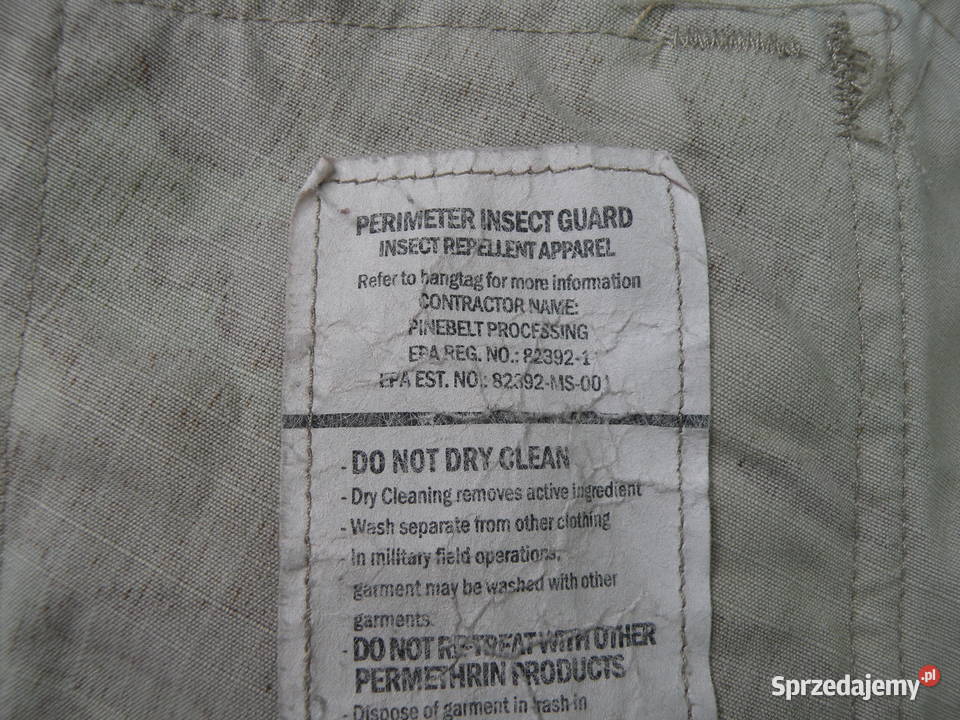 PERIMETER INSECT GUARD
INSECT REPELLENT APPAREL
Refer to hangtag for more information
CONTRACTOR NAME:
PINEBELT PROCESSING
EPA REG. NO.: 82392-1
EPA EST. NO.: 82392-MS-001
- DO NOT DRY CLEAN
- Dry Cleaning removes active ingredient
- Wash separate from other clothing
- In military field operations,
garment may be washed with other
garments.
- DO NOT RE-TREAT WITH OTHER
PERMETHRIN PRODUCTS
- Dispose of garment in trash in
Sprzedajemy.pl